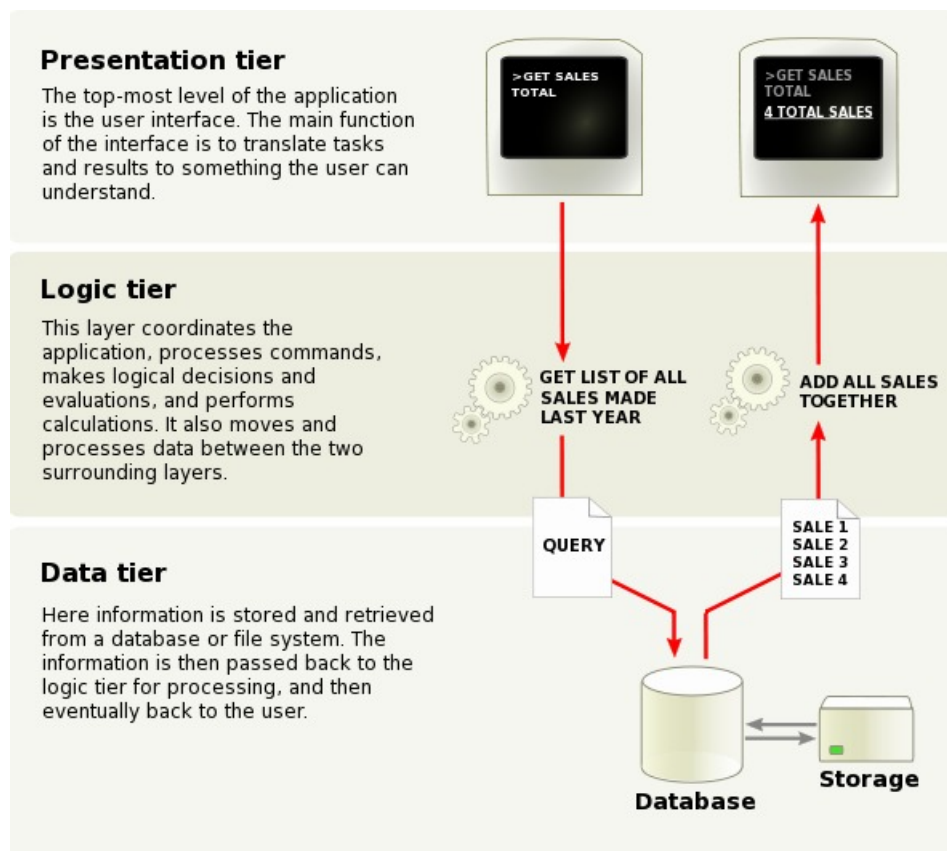 Presentation tier
The top-most level of the application
is the user interface. The main function
of the interface is to translate tasks
and results to something the user can
understand.
>GET SALES
TOTAL
>GET SALES
TOTAL
4 TOTAL SALES
Logic tier
This layer coordinates the
application, processes commands,
makes logical decisions and
evaluations, and performs
calculations. It also moves and
processes data between the two
surrounding layers.
GET LIST OF ALL
SALES MADE
LAST YEAR
ADD ALL SALES
TOGETHER
QUERY
SALE 1
SALE 2
SALE 3
SALE 4
Data tier
Here information is stored and retrieved
from a database or file system. The
information is then passed back to the
logic tier for processing, and then
eventually back to the user.
Database
Storage